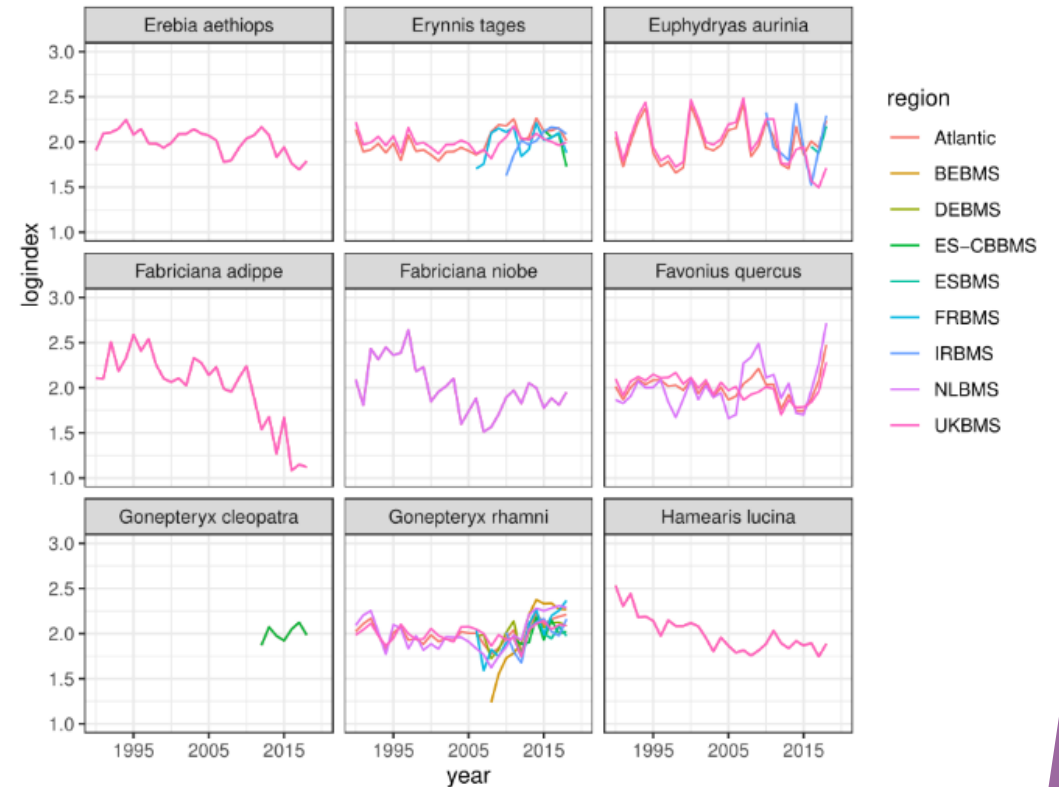 Erebia aethiops
Erynnis tages
Euphydryas aurinia
3.0
2.5
2.0
1.5
1.0
Fabriciana adippe
Fabriciana niobe
Favonius quercus
3.0
2.5
2.0
1.5
1.0
Gonepteryx cleopatra
Gonepteryx rhamni
Hamearis lucina
3.0
2.5
2.0
1.5
1.0
1995 2005 2015
1995 2005 2015
1995 2005 2015
year
logindex
region
Atlantic
BEBMS
DEBMS
ES−CBBMS
ESBMS
FRBMS
IRBMS
NLBMS
UKBMS